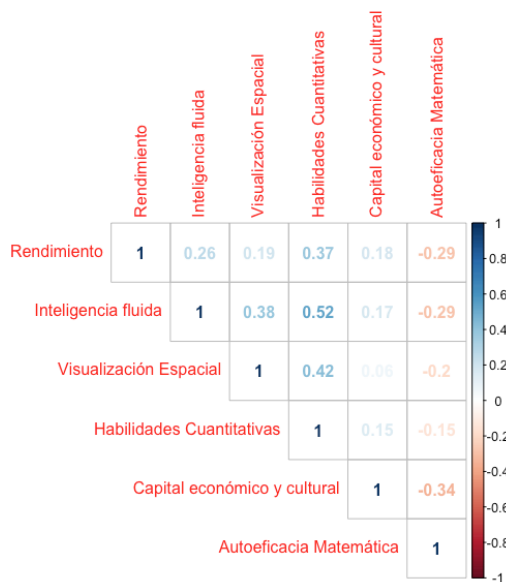 Rendimiento
Inteligencia fluida
Visualización Espacial
Habilidades Cuantitativas
Capital económico y cultural
Autoeficacia Matemática
Rendimiento 1 0.26 0.19 0.37 0.18 -0.29
Inteligencia fluida 1 0.38 0.52 0.17 -0.29
Visualización Espacial 1 0.42 0.06 -0.2
Habilidades Cuantitativas 1 0.15 -0.15
Capital económico y cultural 1 -0.34
Autoeficacia Matemática 1
1
0.8
0.6
0.4
0.2
0
-0.2
-0.4
-0.6
-0.8
-1